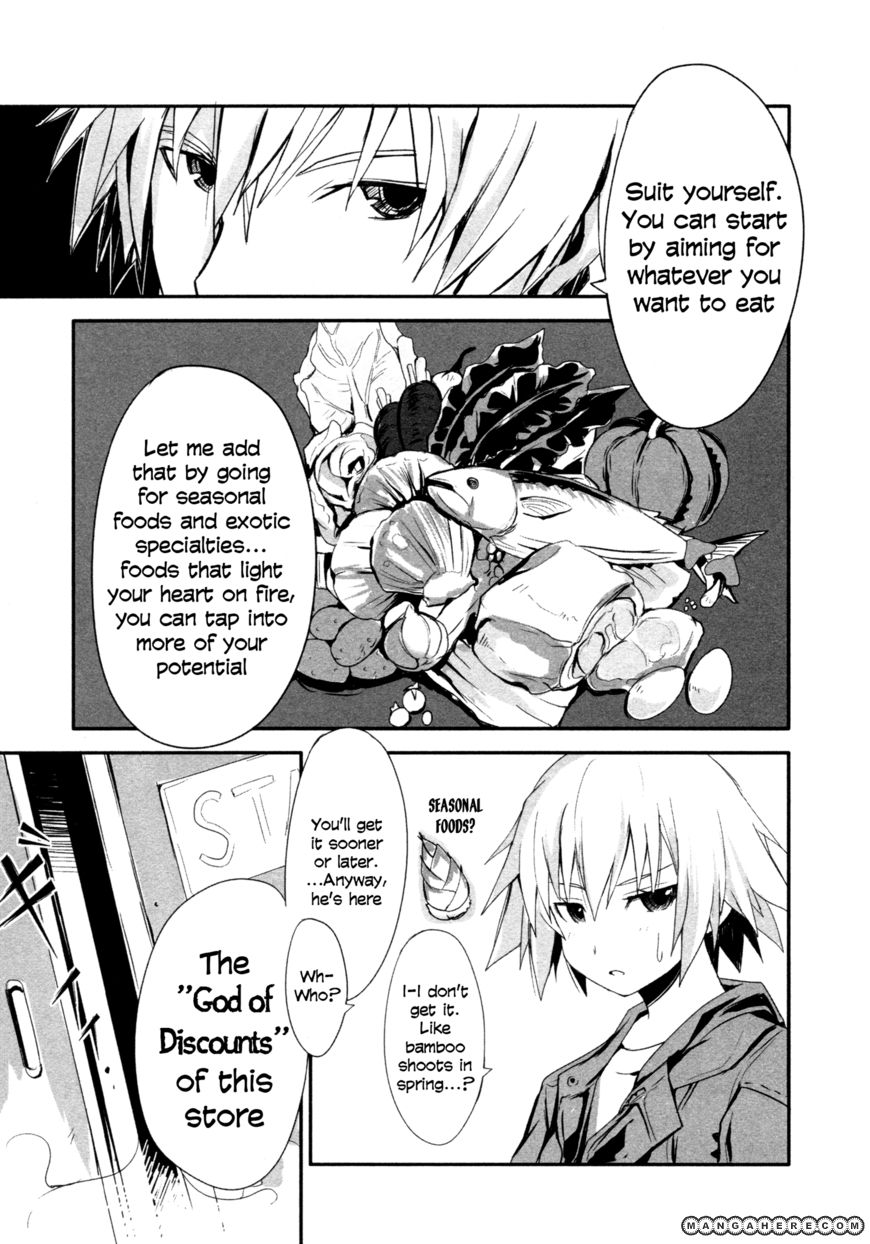 Suit yourself.
You can start
by aiming for
whatever you
want to eat
Let me add
that by going
for seasonal
foods and exotic
specialties...
foods that light
your heart on fire,
you can tap into
more of your
potential
SEASONAL
FOODS?
I-I don't
get it.
Like
bamboo
shoots in
spring...?
You'll get
it sooner
or later.
...Anyway,
he's here
Wh-
Who?
The
"God of
Discounts"
of this
store
STA
MANGAHERE.COM